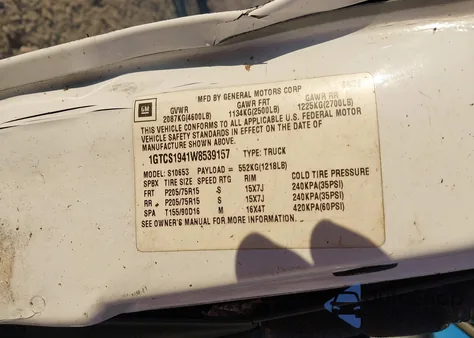 MFD BY GENERAL MOTORS CORP
GM
GVWR GAWR FRT GAWR RR
2087KG(4600LB) 1134KG(2500LB) 1225KG(2700LB)
THIS VEHICLE CONFORMS TO ALL APPLICABLE U.S. FEDERAL MOTOR
VEHICLE SAFETY STANDARDS IN EFFECT ON THE DATE OF
MANUFACTURE SHOWN ABOVE.
1GTCS1941W8539157 TYPE: TRUCK
MODEL: S10653 PAYLOAD = 552KG(1218LB)
SPBX TIRE SIZE SPEED RTG RIM COLD TIRE PRESSURE
FRT P205/75R15 S 15X7J 240KPA(35PSI)
RR P205/75R15 S 15X7J 240KPA(35PSI)
SPA T155/90D16 M 16X4T 420KPA(60PSI)
SEE OWNER'S MANUAL FOR MORE INFORMATION.